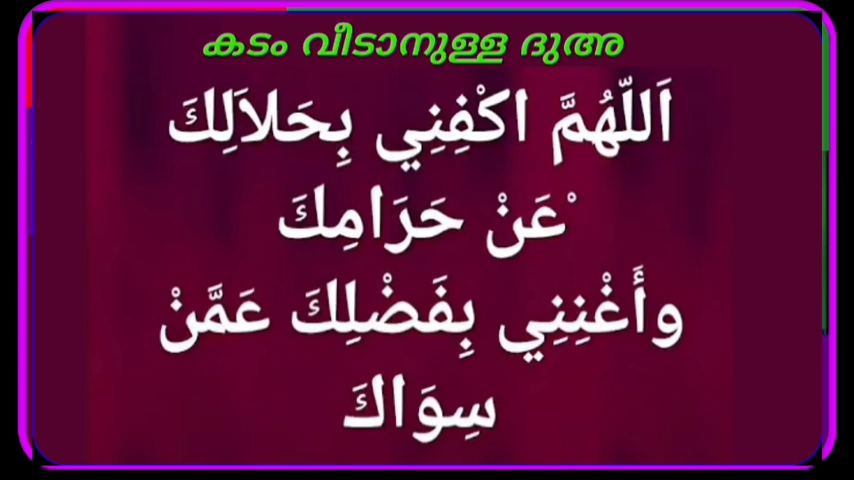 കടം വീടാനുള്ള ദുഅ
اَللّٰهُمَّ اكْفِنِي بِحَلاَلِكَ
ْعَنْ حَرَامِكَ
وأَغْنِنِي بِفَضْلِكَ عَمَّنْ
سِوَاكَ